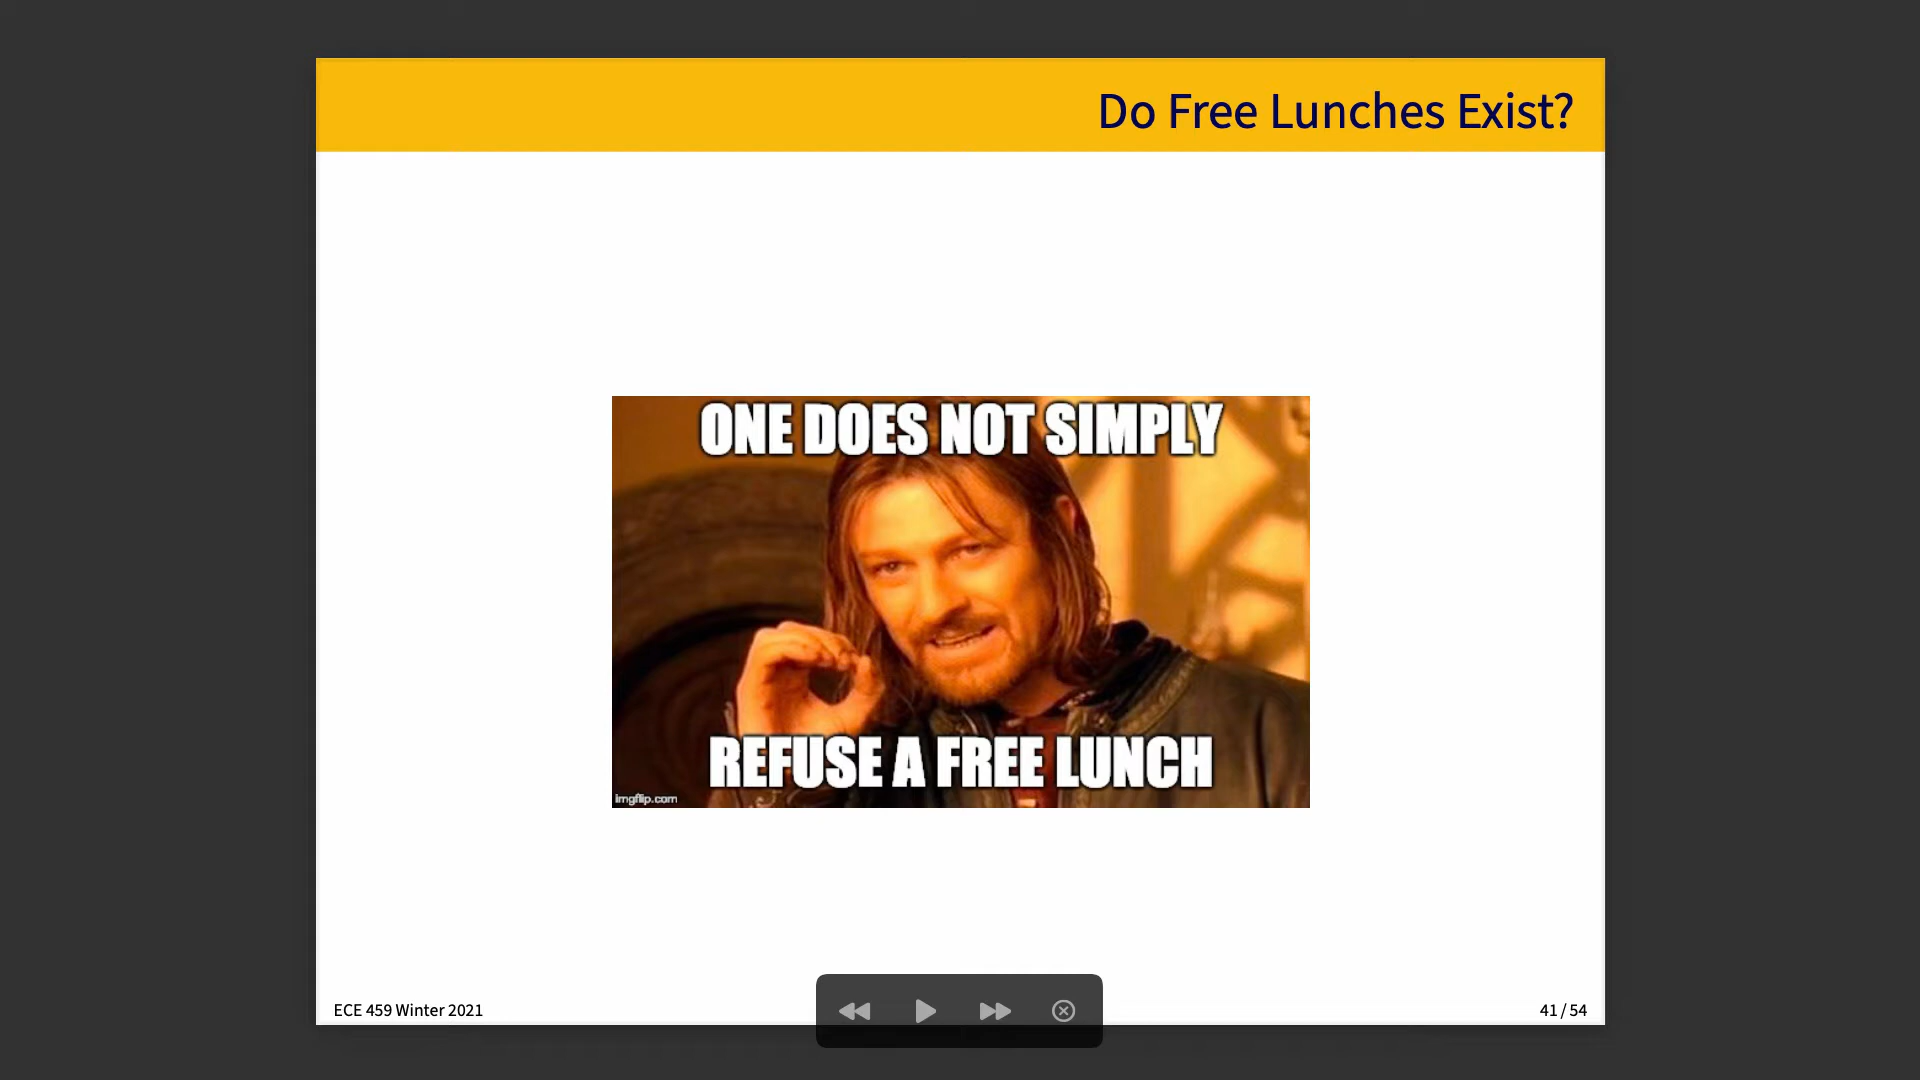 Do Free Lunches Exist?
ONE DOES NOT SIMPLY
REFUSE A FREE LUNCH
imgflip.com
ECE 459 Winter 2021
41 / 54